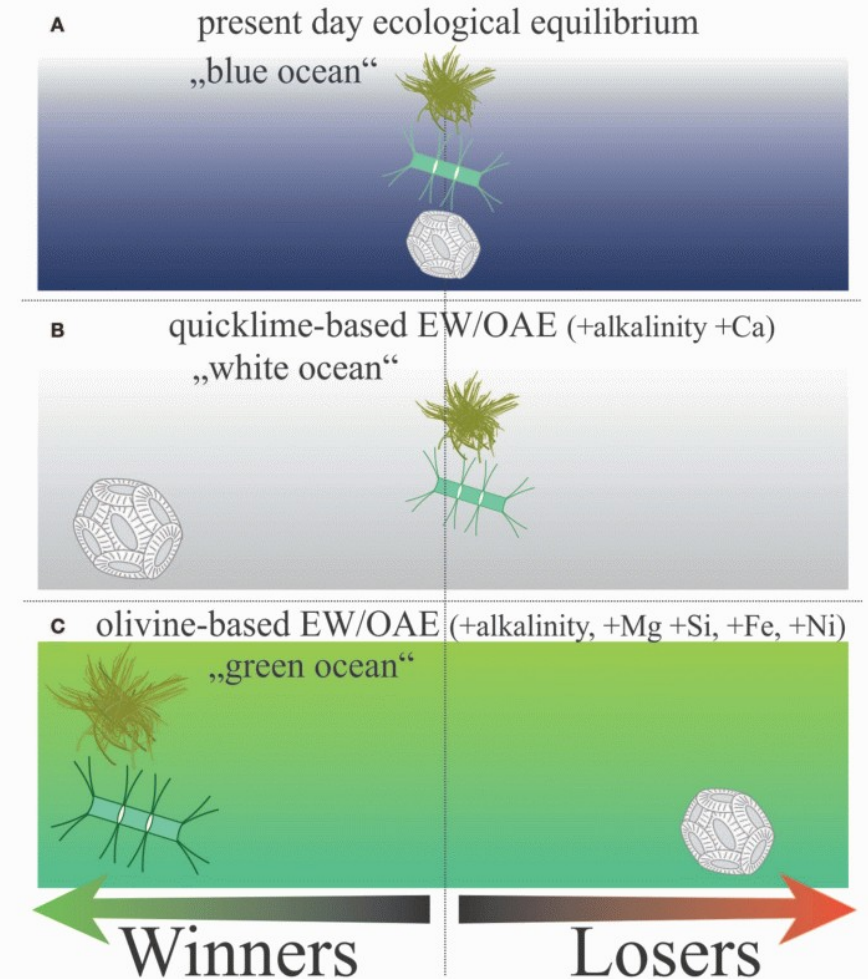 A present day ecological equilibrium
„blue ocean“
B quicklime-based EW/OAE (+alkalinity +Ca)
„white ocean“
C olivine-based EW/OAE (+alkalinity, +Mg +Si, +Fe, +Ni)
„green ocean“
Winners Losers